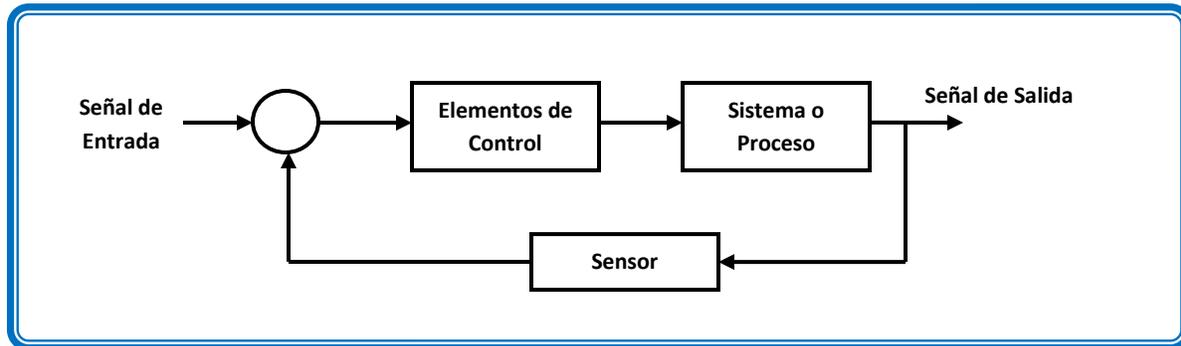 Señal de
Entrada
Elementos de
Control
Sistema o
Proceso
Señal de Salida
Sensor